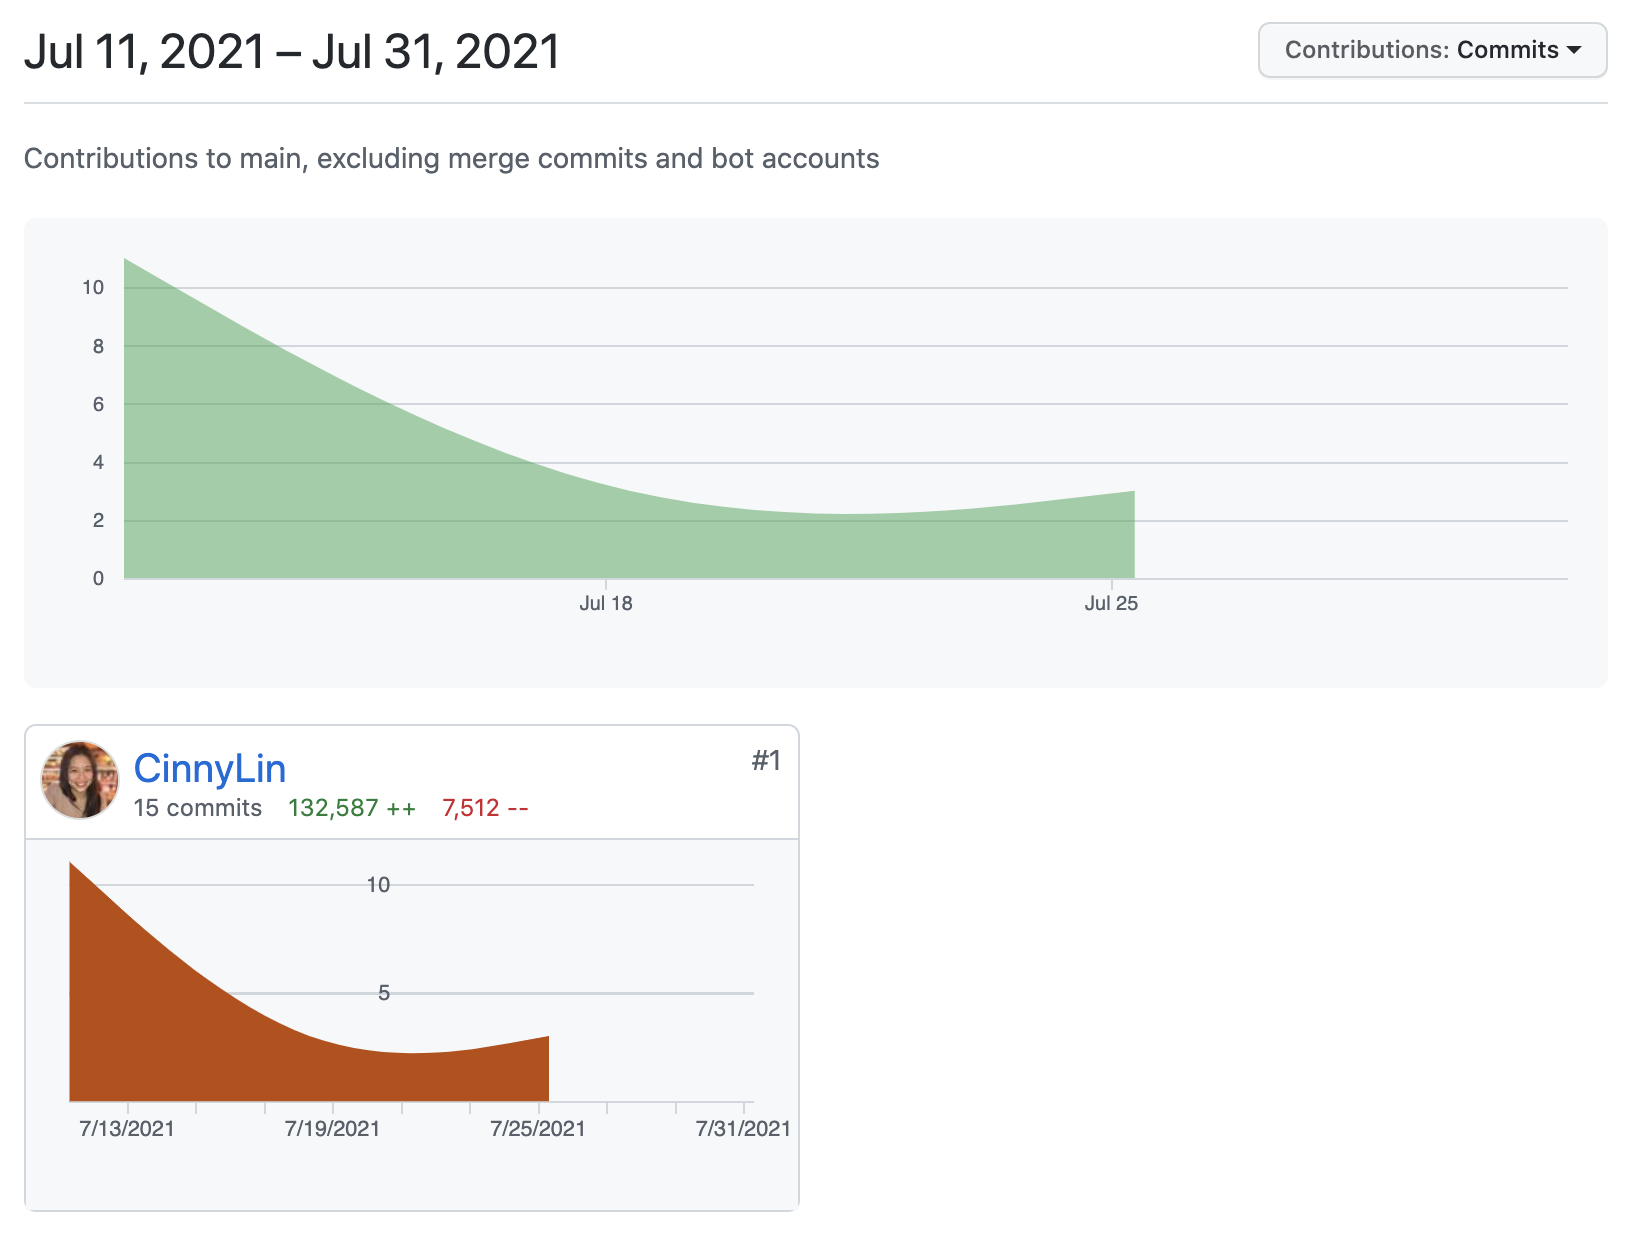 Jul 11, 2021 – Jul 31, 2021
Contributions: Commits
Contributions to main, excluding merge commits and bot accounts
10
8
6
4
2
0
Jul 18 Jul 25
CinnyLin
#1
15 commits 132,587 ++ 7,512 --
10
5
7/13/2021 7/19/2021 7/25/2021 7/31/2021